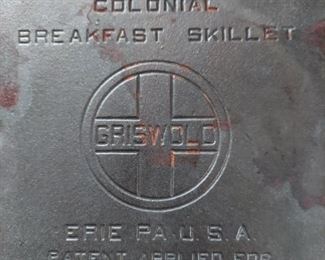 COLONIAL
BREAKFAST SKILLET
GRISWOLD
ERIE PA. U.S.A.
PATENT APPLIED FOR